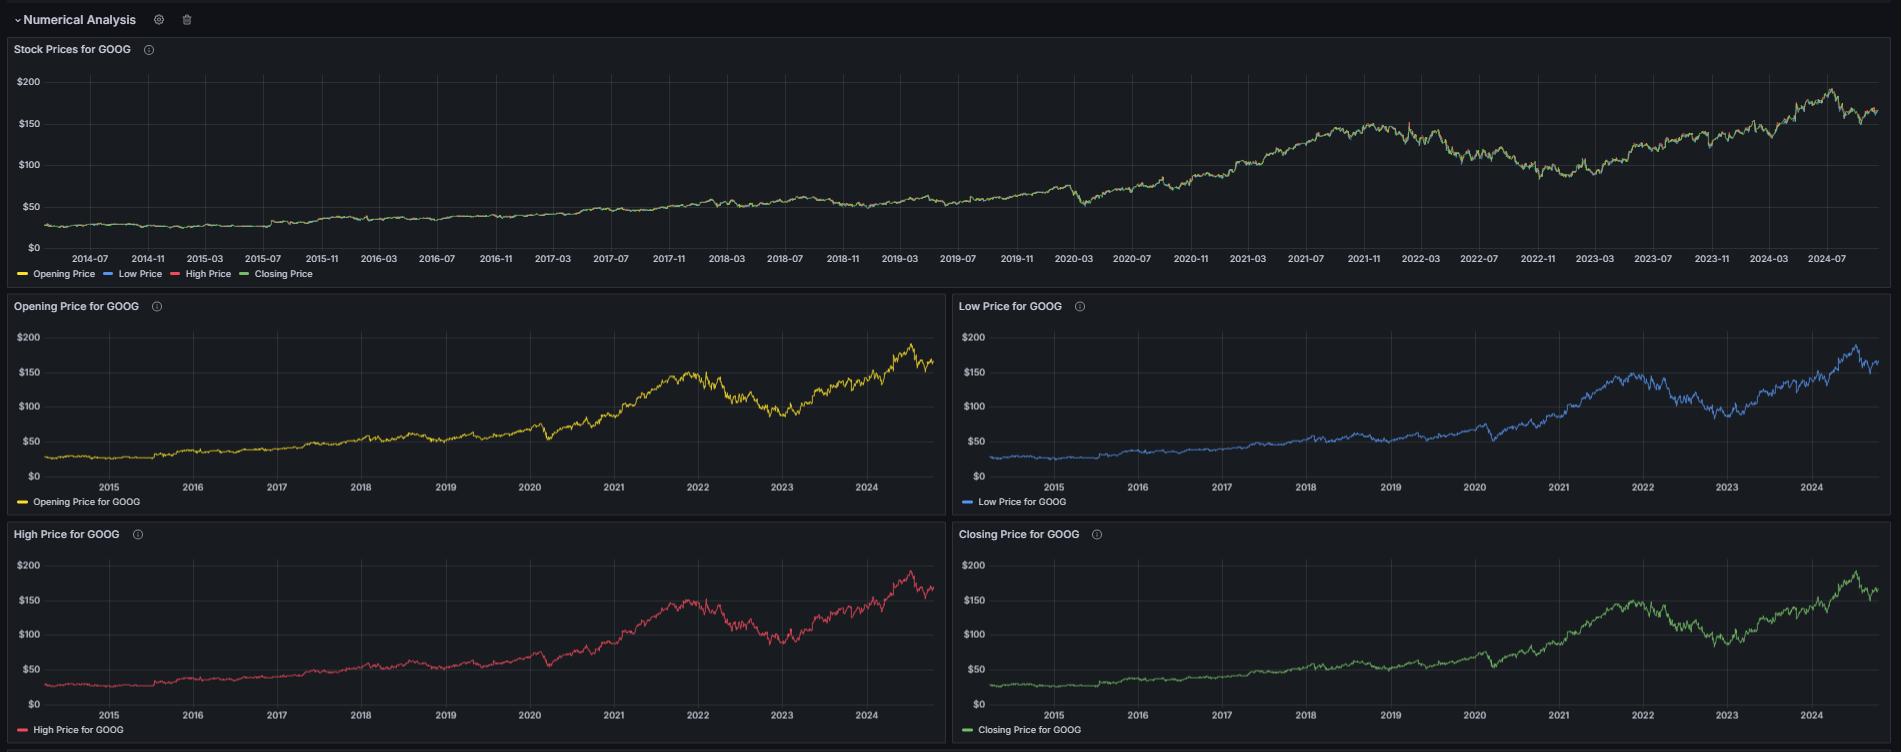 Numerical Analysis
Stock Prices for GOOG
$200
$150
$100
$50
$0
2014-07 2014-11 2015-03 2015-07 2015-11 2016-03 2016-07 2016-11 2017-03 2017-07 2017-11 2018-03 2018-07 2018-11 2019-03 2019-07 2019-11 2020-03 2020-07 2020-11 2021-03 2021-07 2021-11 2022-03 2022-07 2022-11 2023-03 2023-07 2023-11 2024-03 2024-07
Opening Price Low Price High Price Closing Price
Opening Price for GOOG
$200
$150
$100
$50
$0
2015 2016 2017 2018 2019 2020 2021 2022 2023 2024
Opening Price for GOOG
Low Price for GOOG
$200
$150
$100
$50
$0
2015 2016 2017 2018 2019 2020 2021 2022 2023 2024
Low Price for GOOG
High Price for GOOG
$200
$150
$100
$50
$0
2015 2016 2017 2018 2019 2020 2021 2022 2023 2024
High Price for GOOG
Closing Price for GOOG
$200
$150
$100
$50
$0
2015 2016 2017 2018 2019 2020 2021 2022 2023 2024
Closing Price for GOOG